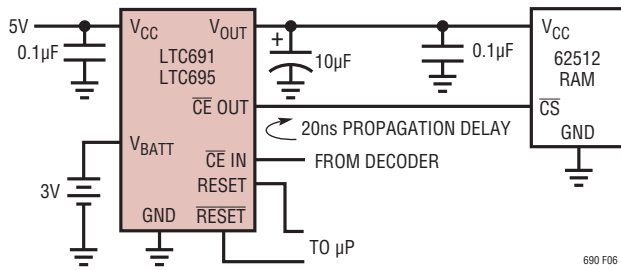 5V
VCC
VOUT
0.1µF
LTC691
LTC695
+
10µF
0.1µF
VCC
62512
RAM
CE OUT
CS
20ns PROPAGATION DELAY
GND
VBATT
CE IN
FROM DECODER
3V
RESET
GND
RESET
TO µP
690 F06